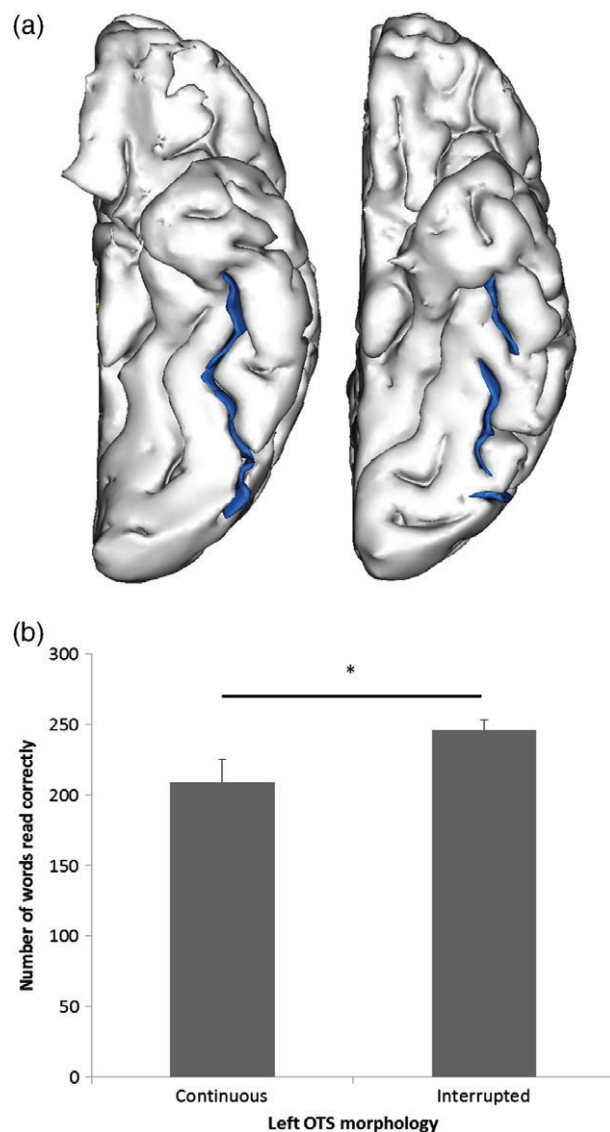 (a)
(b)
300
*
250
200
150
100
50
0
Number of words read correctly
Continuous
Interrupted
Left OTS morphology